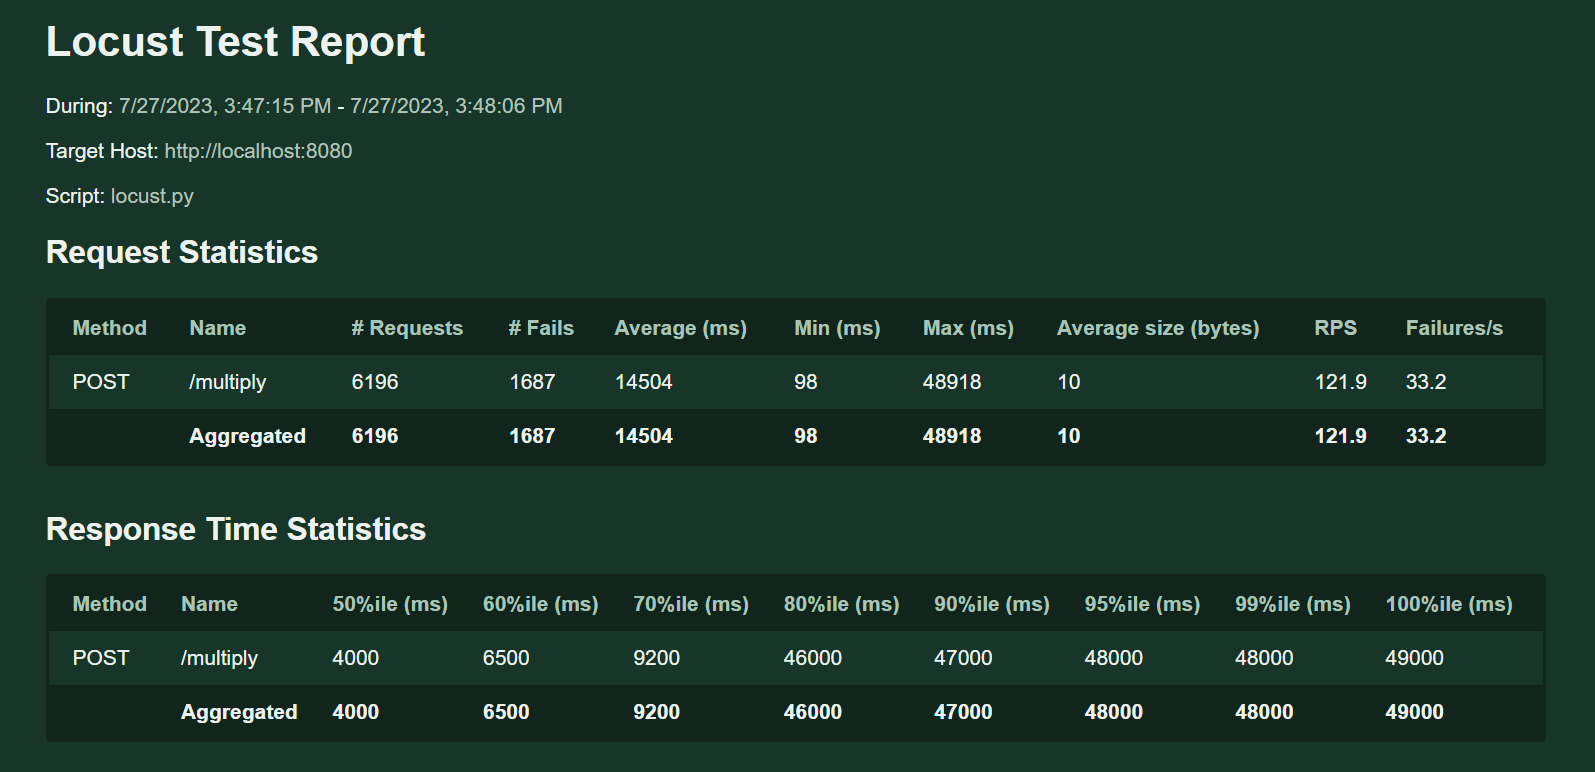 Locust Test Report
During: 7/27/2023, 3:47:15 PM - 7/27/2023, 3:48:06 PM
Target Host: http://localhost:8080
Script: locust.py
Request Statistics
Method Name # Requests # Fails Average (ms) Min (ms) Max (ms) Average size (bytes) RPS Failures/s
POST /multiply 6196 1687 14504 98 48918 10 121.9 33.2
Aggregated 6196 1687 14504 98 48918 10 121.9 33.2
Response Time Statistics
Method Name 50%ile (ms) 60%ile (ms) 70%ile (ms) 80%ile (ms) 90%ile (ms) 95%ile (ms) 99%ile (ms) 100%ile (ms)
POST /multiply 4000 6500 9200 46000 47000 48000 48000 49000
Aggregated 4000 6500 9200 46000 47000 48000 48000 49000